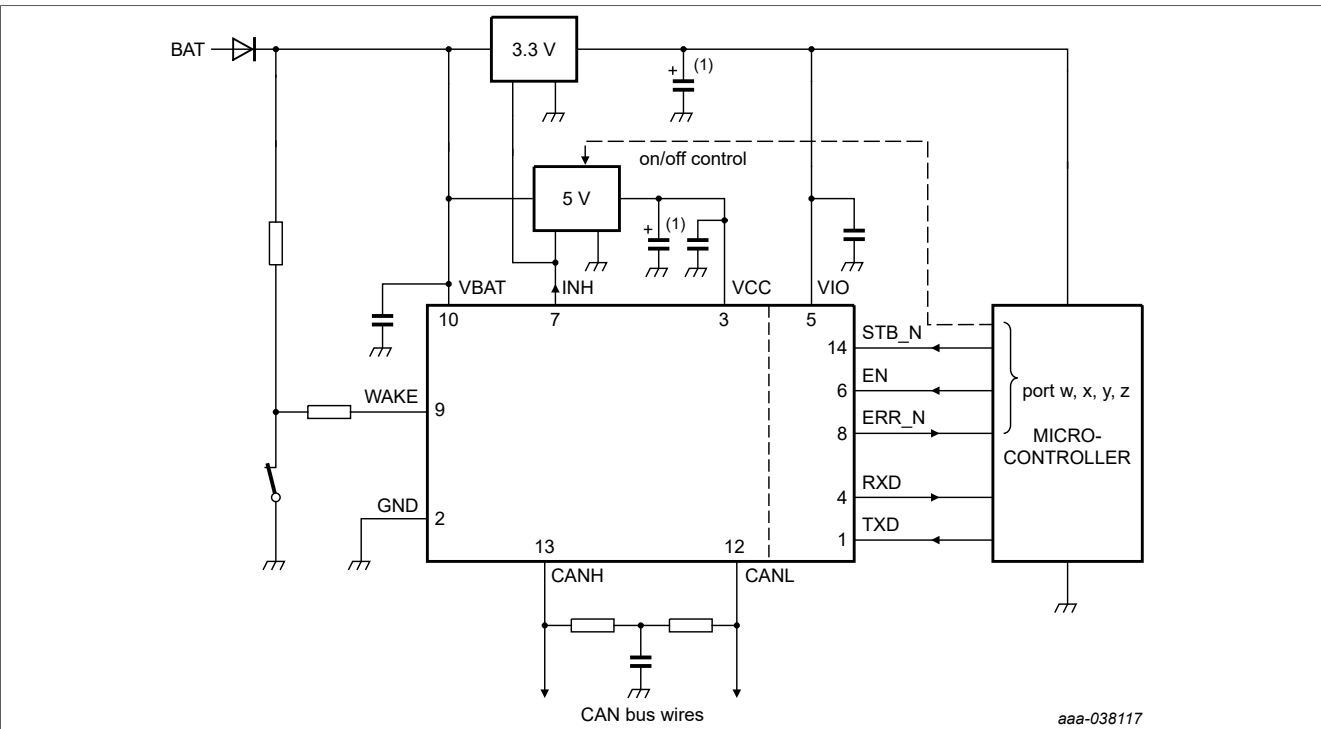 BAT
3.3 V
+
(1)
on/off control
5 V
+
(1)
VBAT
INH
VCC
VIO
10
7
3
5
14
STB_N
6
EN
port w, x, y, z
WAKE
9
8
ERR_N
MICRO-
CONTROLLER
4
RXD
GND
2
1
TXD
13
12
CANH
CANL
CAN bus wires
aaa-038117